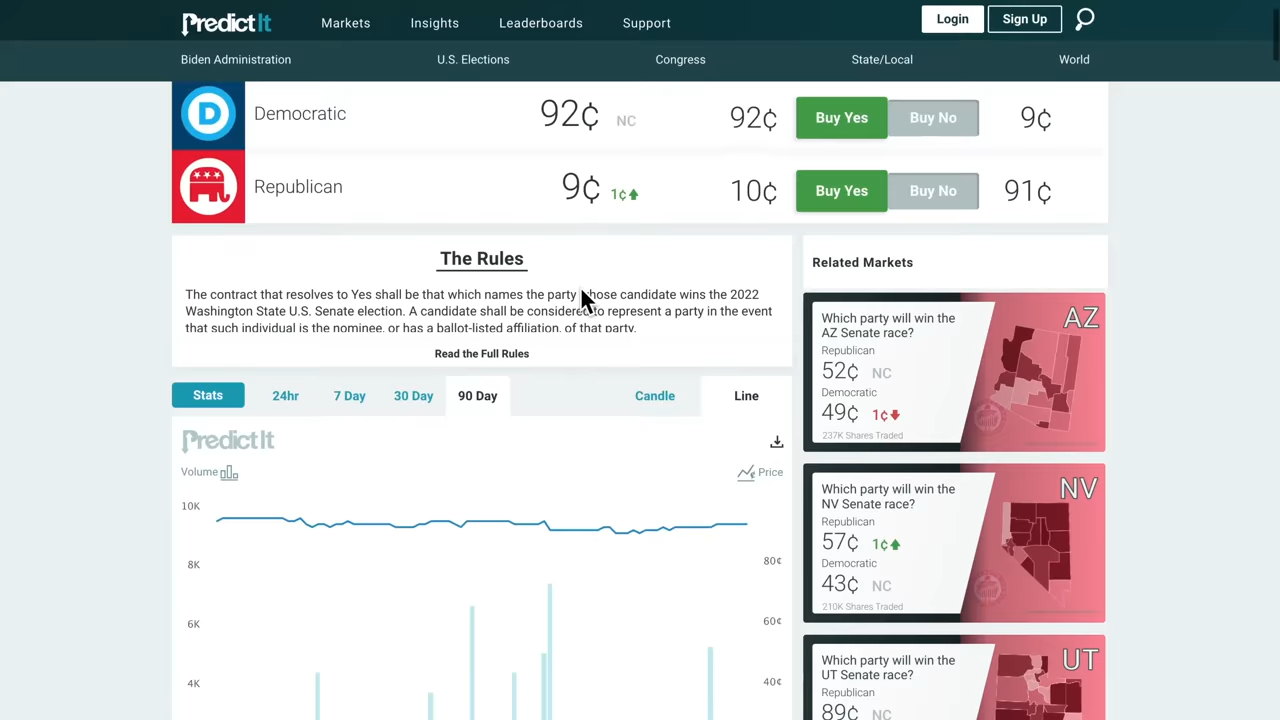 PredictIt
Markets
Insights
Leaderboards
Support
Login
Sign Up
Biden Administration
U.S. Elections
Congress
State/Local
World
D
Democratic
92¢
NC
92¢
Buy Yes
Buy No
9¢
Republican
9¢
1¢
10¢
Buy Yes
Buy No
91¢
The Rules
The contract that resolves to Yes shall be that which names the party whose candidate wins the 2022
Washington State U.S. Senate election. A candidate shall be considered to represent a party in the event
that such individual is the nominee, or has a ballot-listed affiliation, of that party.
Read the Full Rules
Stats
24hr
7 Day
30 Day
90 Day
Candle
Line
PredictIt
Volume
Price
10K
8K
6K
4K
80¢
60¢
40¢
Related Markets
Which party will win the
AZ Senate race?
Republican
52¢ NC
Democratic
49¢ 1¢
237K Shares Traded
AZ
Which party will win the
NV Senate race?
Republican
57¢ 1¢
Democratic
43¢ NC
210K Shares Traded
NV
Which party will win the
UT Senate race?
Republican
89¢ NC
UT